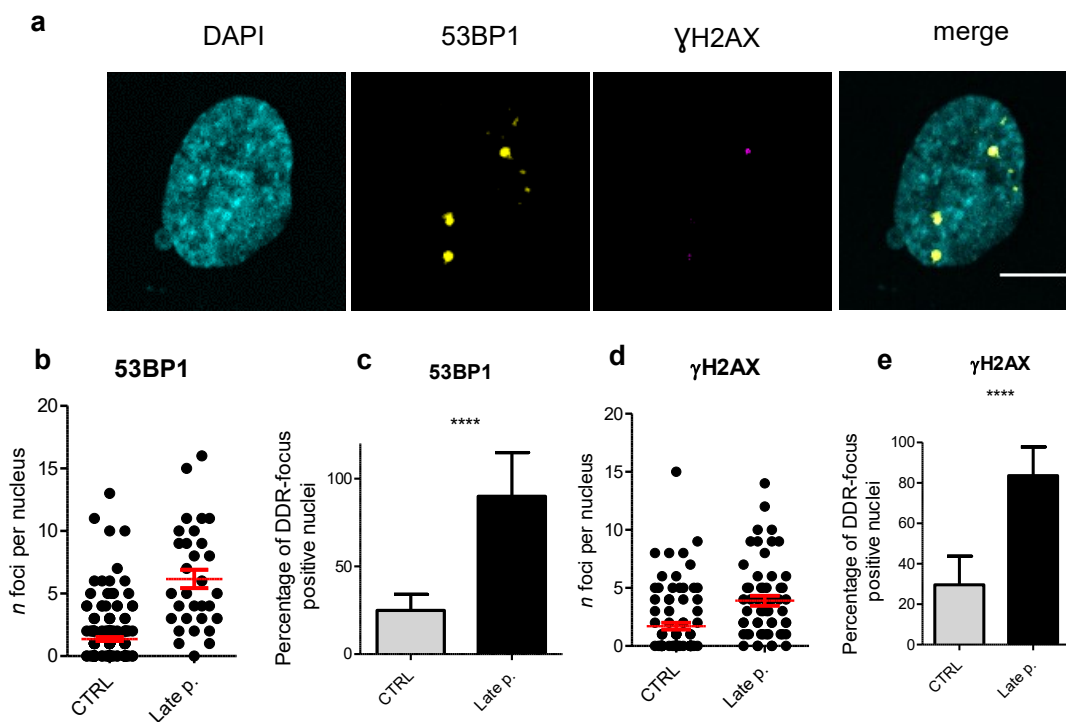 a
DAPI
53BP1
ɣH2AX
merge
b
53BP1
n foci per nucleus
20
15
10
5
0
CTRL
Late p.
c
53BP1
****
Percentage of DDR-focus
positive nuclei
100
50
0
CTRL
Late p.
d
γH2AX
n foci per nucleus
20
15
10
5
0
CTRL
Late p.
e
γH2AX
****
Percentage of DDR-focus
positive nuclei
100
80
60
40
20
0
CTRL
Late p.